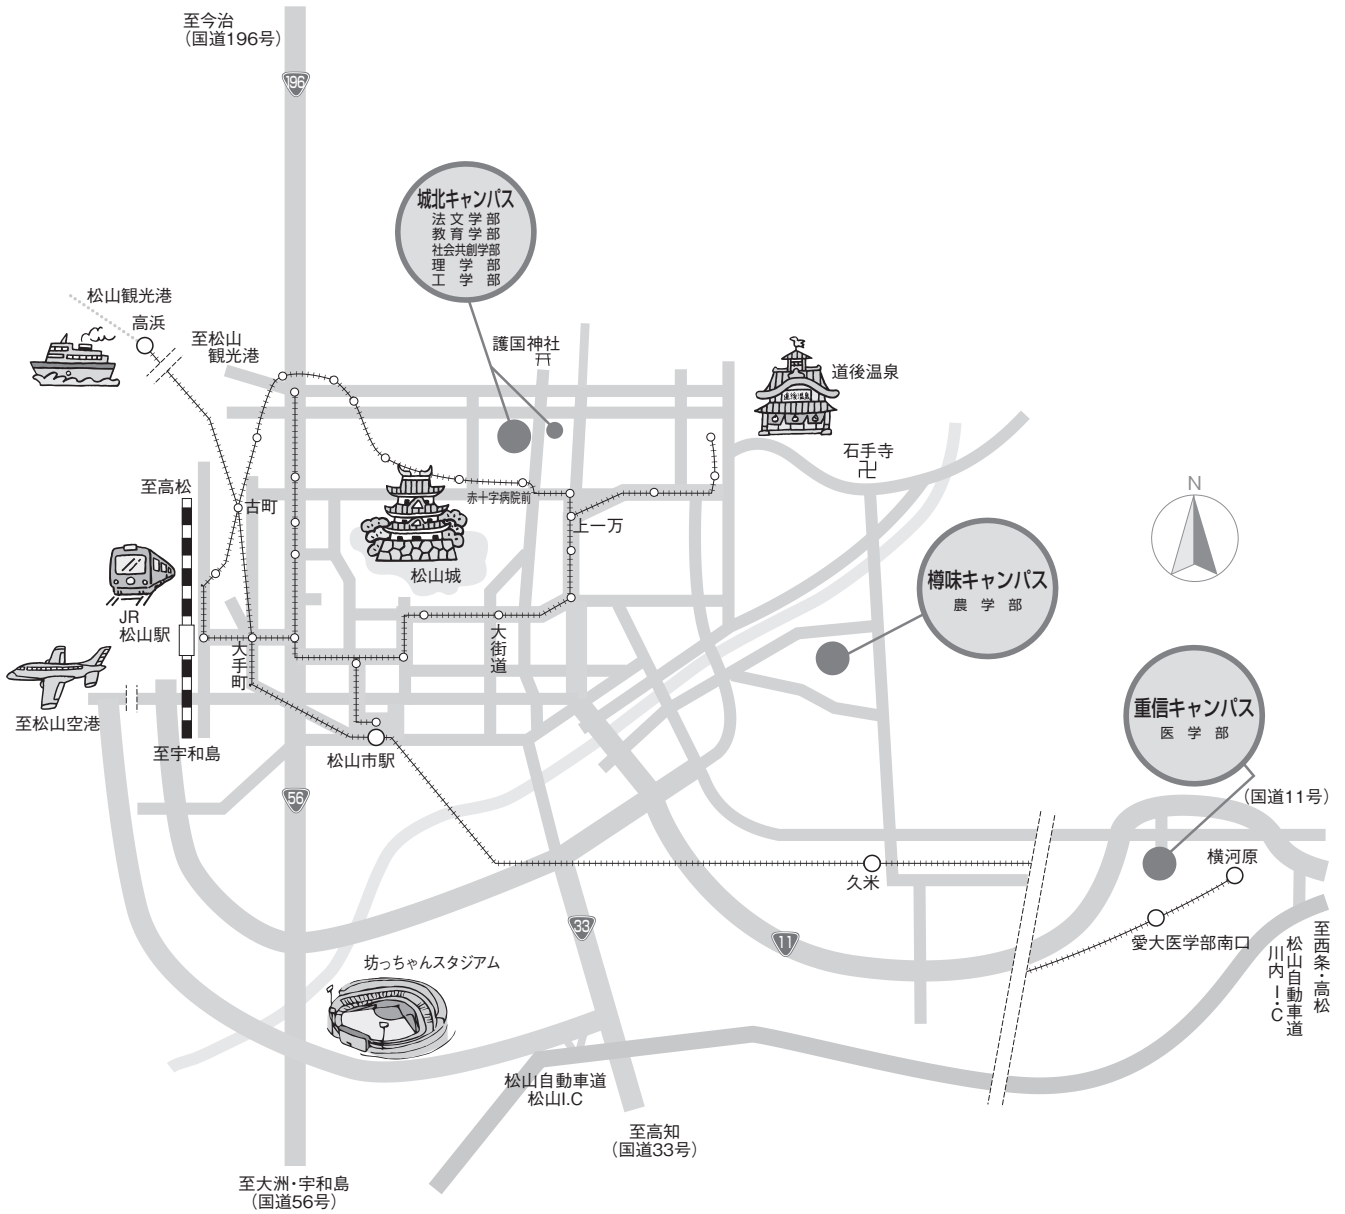 至今治
（国道196号）
196
城北キャンパス
法文学部
教育学部
社会共創学部
理学部
工学部
松山観光港
高浜
至松山
観光港
護国神社
道後温泉
道後温泉
石手寺
至高松
古町
赤十字病院前
上一万
N
松山城
樽味キャンパス
農学部
JR
松山駅
大手町
大街道
重信キャンパス
医学部
至松山空港
至宇和島
松山市駅
56
（国道11号）
横河原
久米
愛大医学部南口
33
11
坊っちゃんスタジアム
至西条・高松
松山自動車道
川内I・C
松山自動車道
松山I.C
至高知
（国道33号）
至大洲・宇和島
（国道56号）